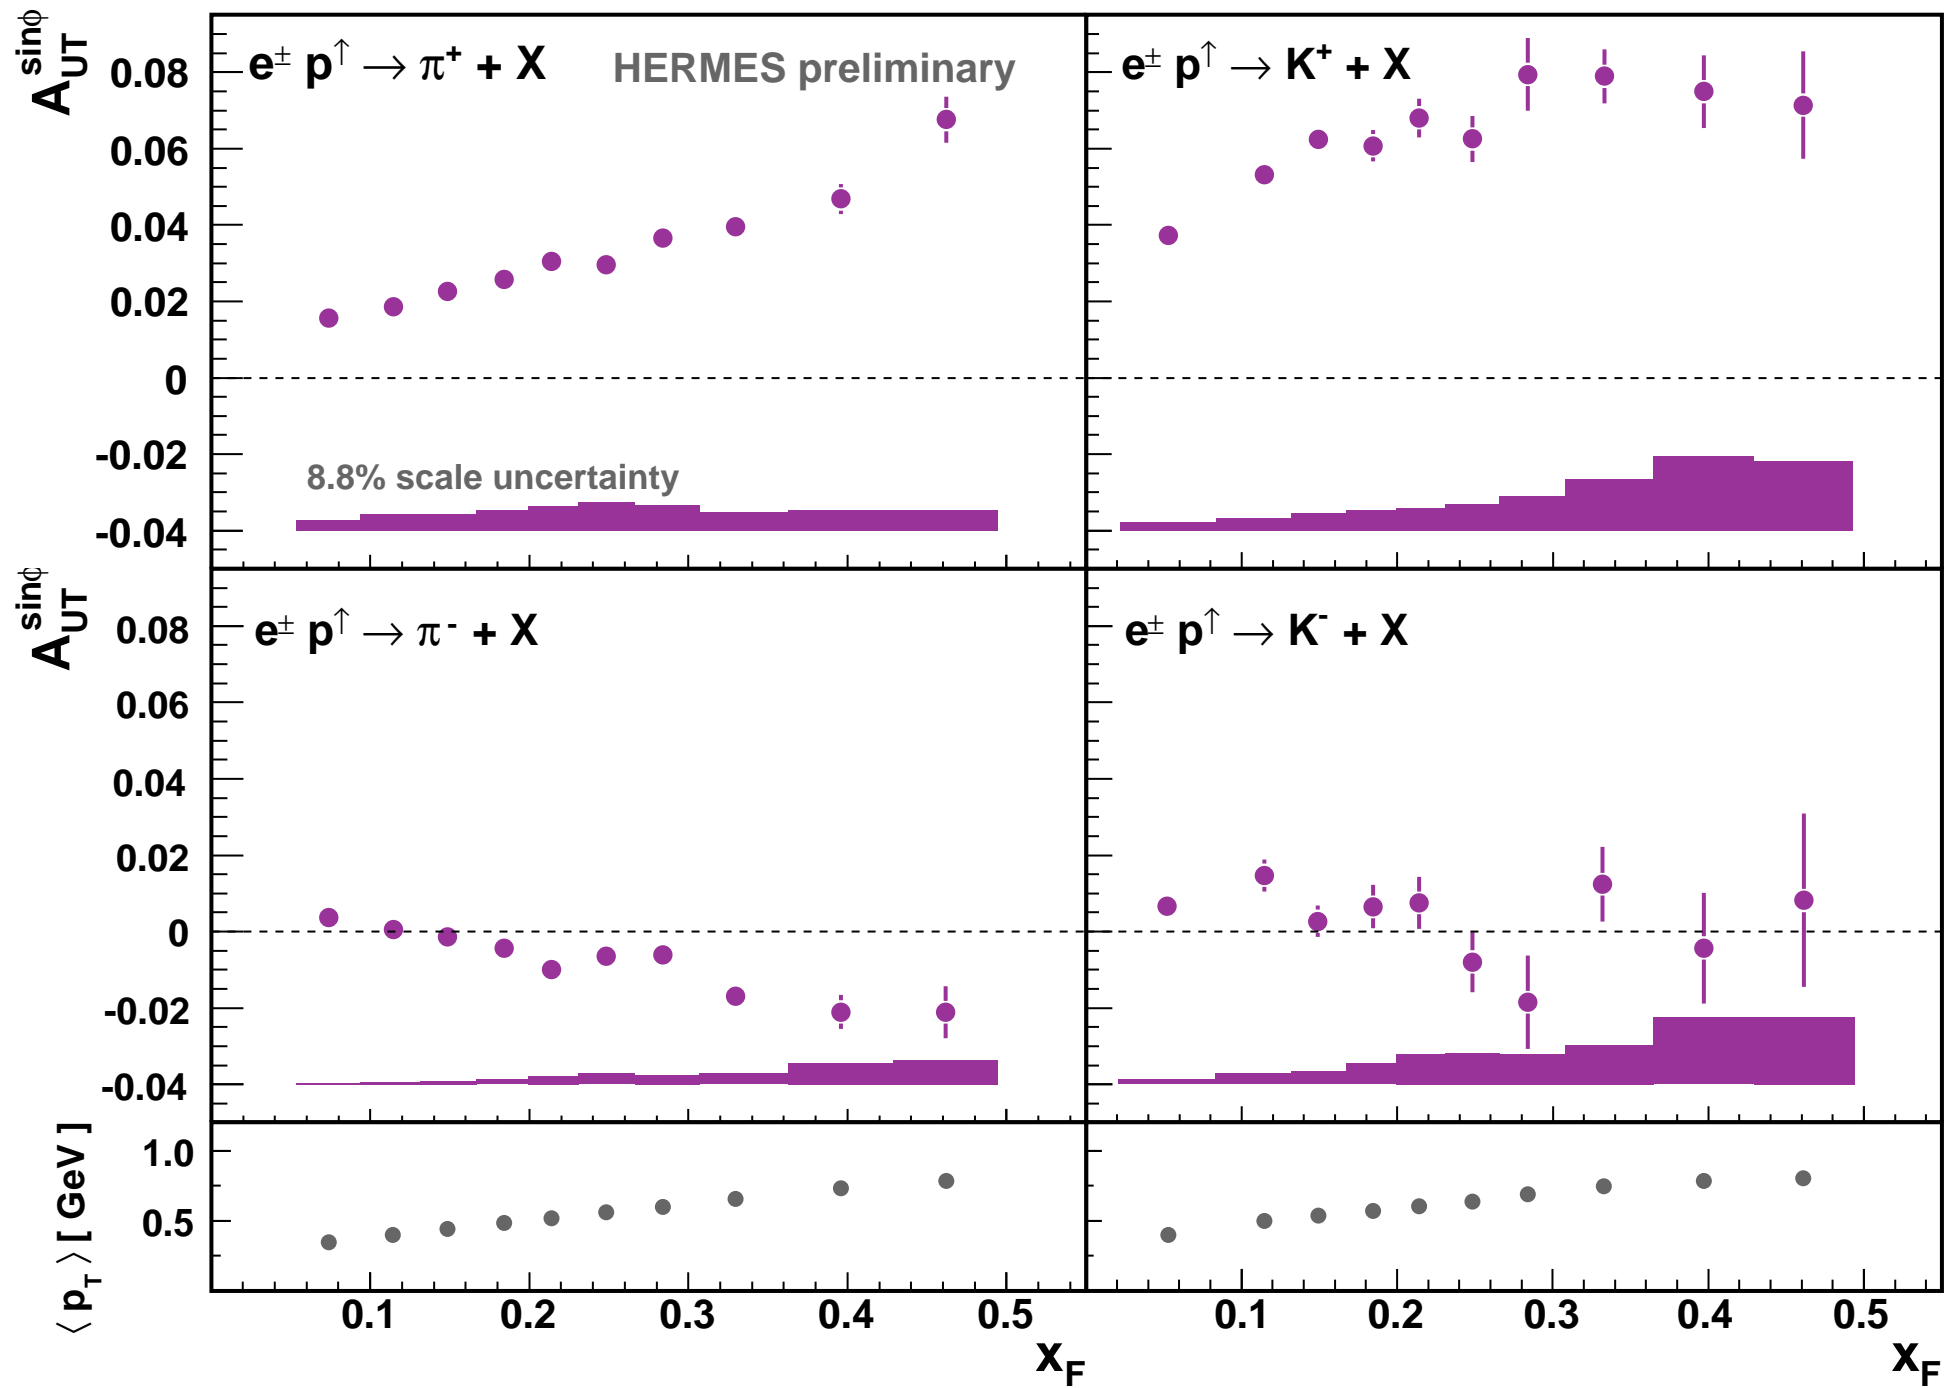 A_UT^sinϕ
e± p↑ → π+ + X
HERMES preliminary
e± p↑ → K+ + X
0.08
0.06
0.04
0.02
0
-0.02
-0.04
8.8% scale uncertainty
A_UT^sinϕ
e± p↑ → π- + X
e± p↑ → K- + X
0.08
0.06
0.04
0.02
0
-0.02
-0.04
⟨p_T⟩ [ GeV ]
1.0
0.5
0.1 0.2 0.3 0.4 0.5
0.1 0.2 0.3 0.4 0.5
x_F
x_F